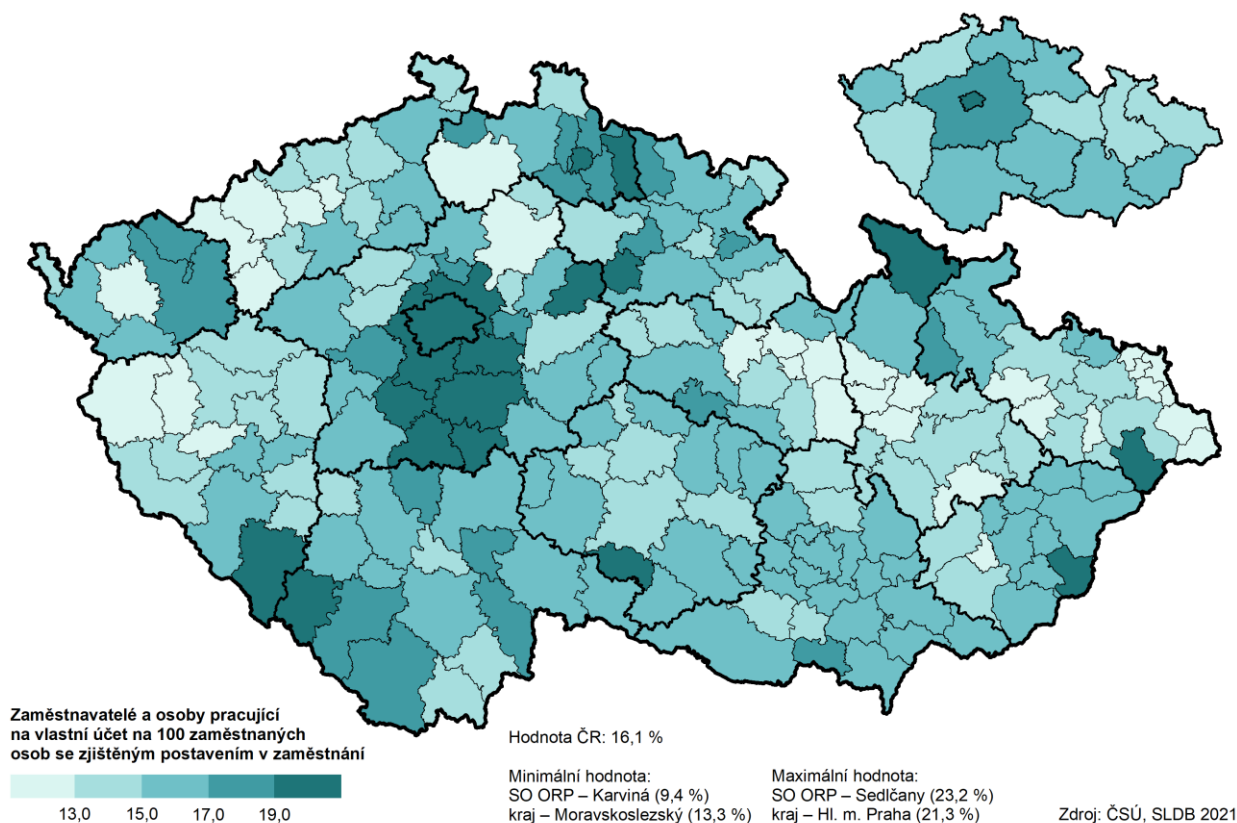 Zaměstnavatelé a osoby pracující
na vlastní účet na 100 zaměstnaných
osob se zjištěným postavením v zaměstnání
13,0 15,0 17,0 19,0
Hodnota ČR: 16,1 %
Minimální hodnota:
SO ORP – Karviná (9,4 %)
kraj – Moravskoslezský (13,3 %)
Maximální hodnota:
SO ORP – Sedlčany (23,2 %)
kraj – Hl. m. Praha (21,3 %)
Zdroj: ČSÚ, SLDB 2021